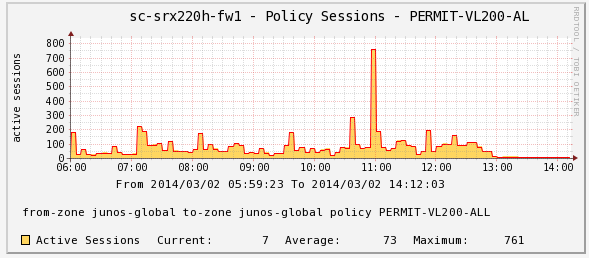 sc-srx220h-fw1 - Policy Sessions - PERMIT-VL200-AL
RRDTOOL / TOBI OETIKER
active sessions
800
700
600
500
400
300
200
100
0
06:00 07:00 08:00 09:00 10:00 11:00 12:00 13:00 14:00
From 2014/03/02 05:59:23 To 2014/03/02 14:12:03
from-zone junos-global to-zone junos-global policy PERMIT-VL200-ALL
Active Sessions Current: 7 Average: 73 Maximum: 761